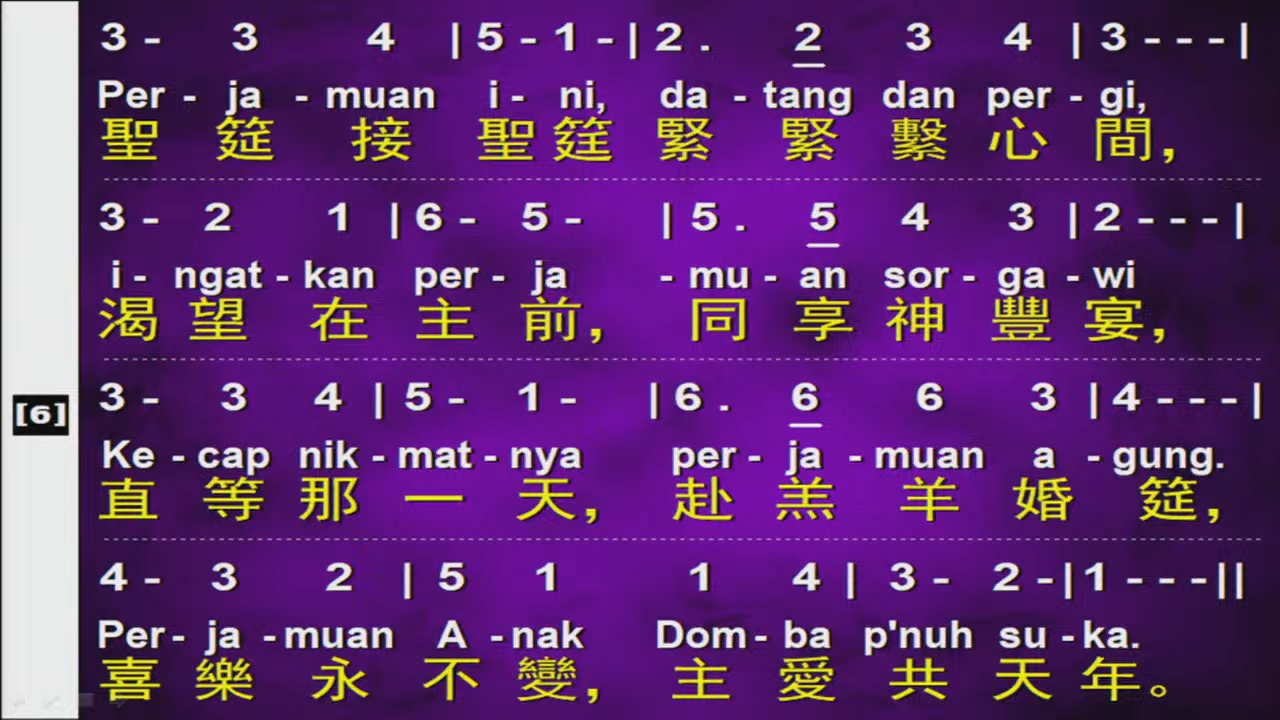 3 - 3 4 | 5 - 1 - | 2 . 2 3 4 | 3 - - - |
Per - ja - muan i - ni, da - tang dan per - gi,
聖 筵 接 聖 筵 緊 緊 繫 心 間，
3 - 2 1 | 6 - 5 - | 5 . 5 4 3 | 2 - - - |
i - ngat - kan per - ja - mu - an sor - ga - wi
渴 望 在 主 前， 同 享 神 豐 宴，
[6]
3 - 3 4 | 5 - 1 - | 6 . 6 6 3 | 4 - - - |
Ke - cap nik - mat - nya per - ja - muan a - gung.
直 等 那 一 天， 赴 羔 羊 婚 筵，
4 - 3 2 | 5 1 1 4 | 3 - 2 - | 1 - - - ||
Per - ja - muan A - nak Dom - ba p'nuh su - ka.
喜 樂 永 不 變， 主 愛 共 天 年。